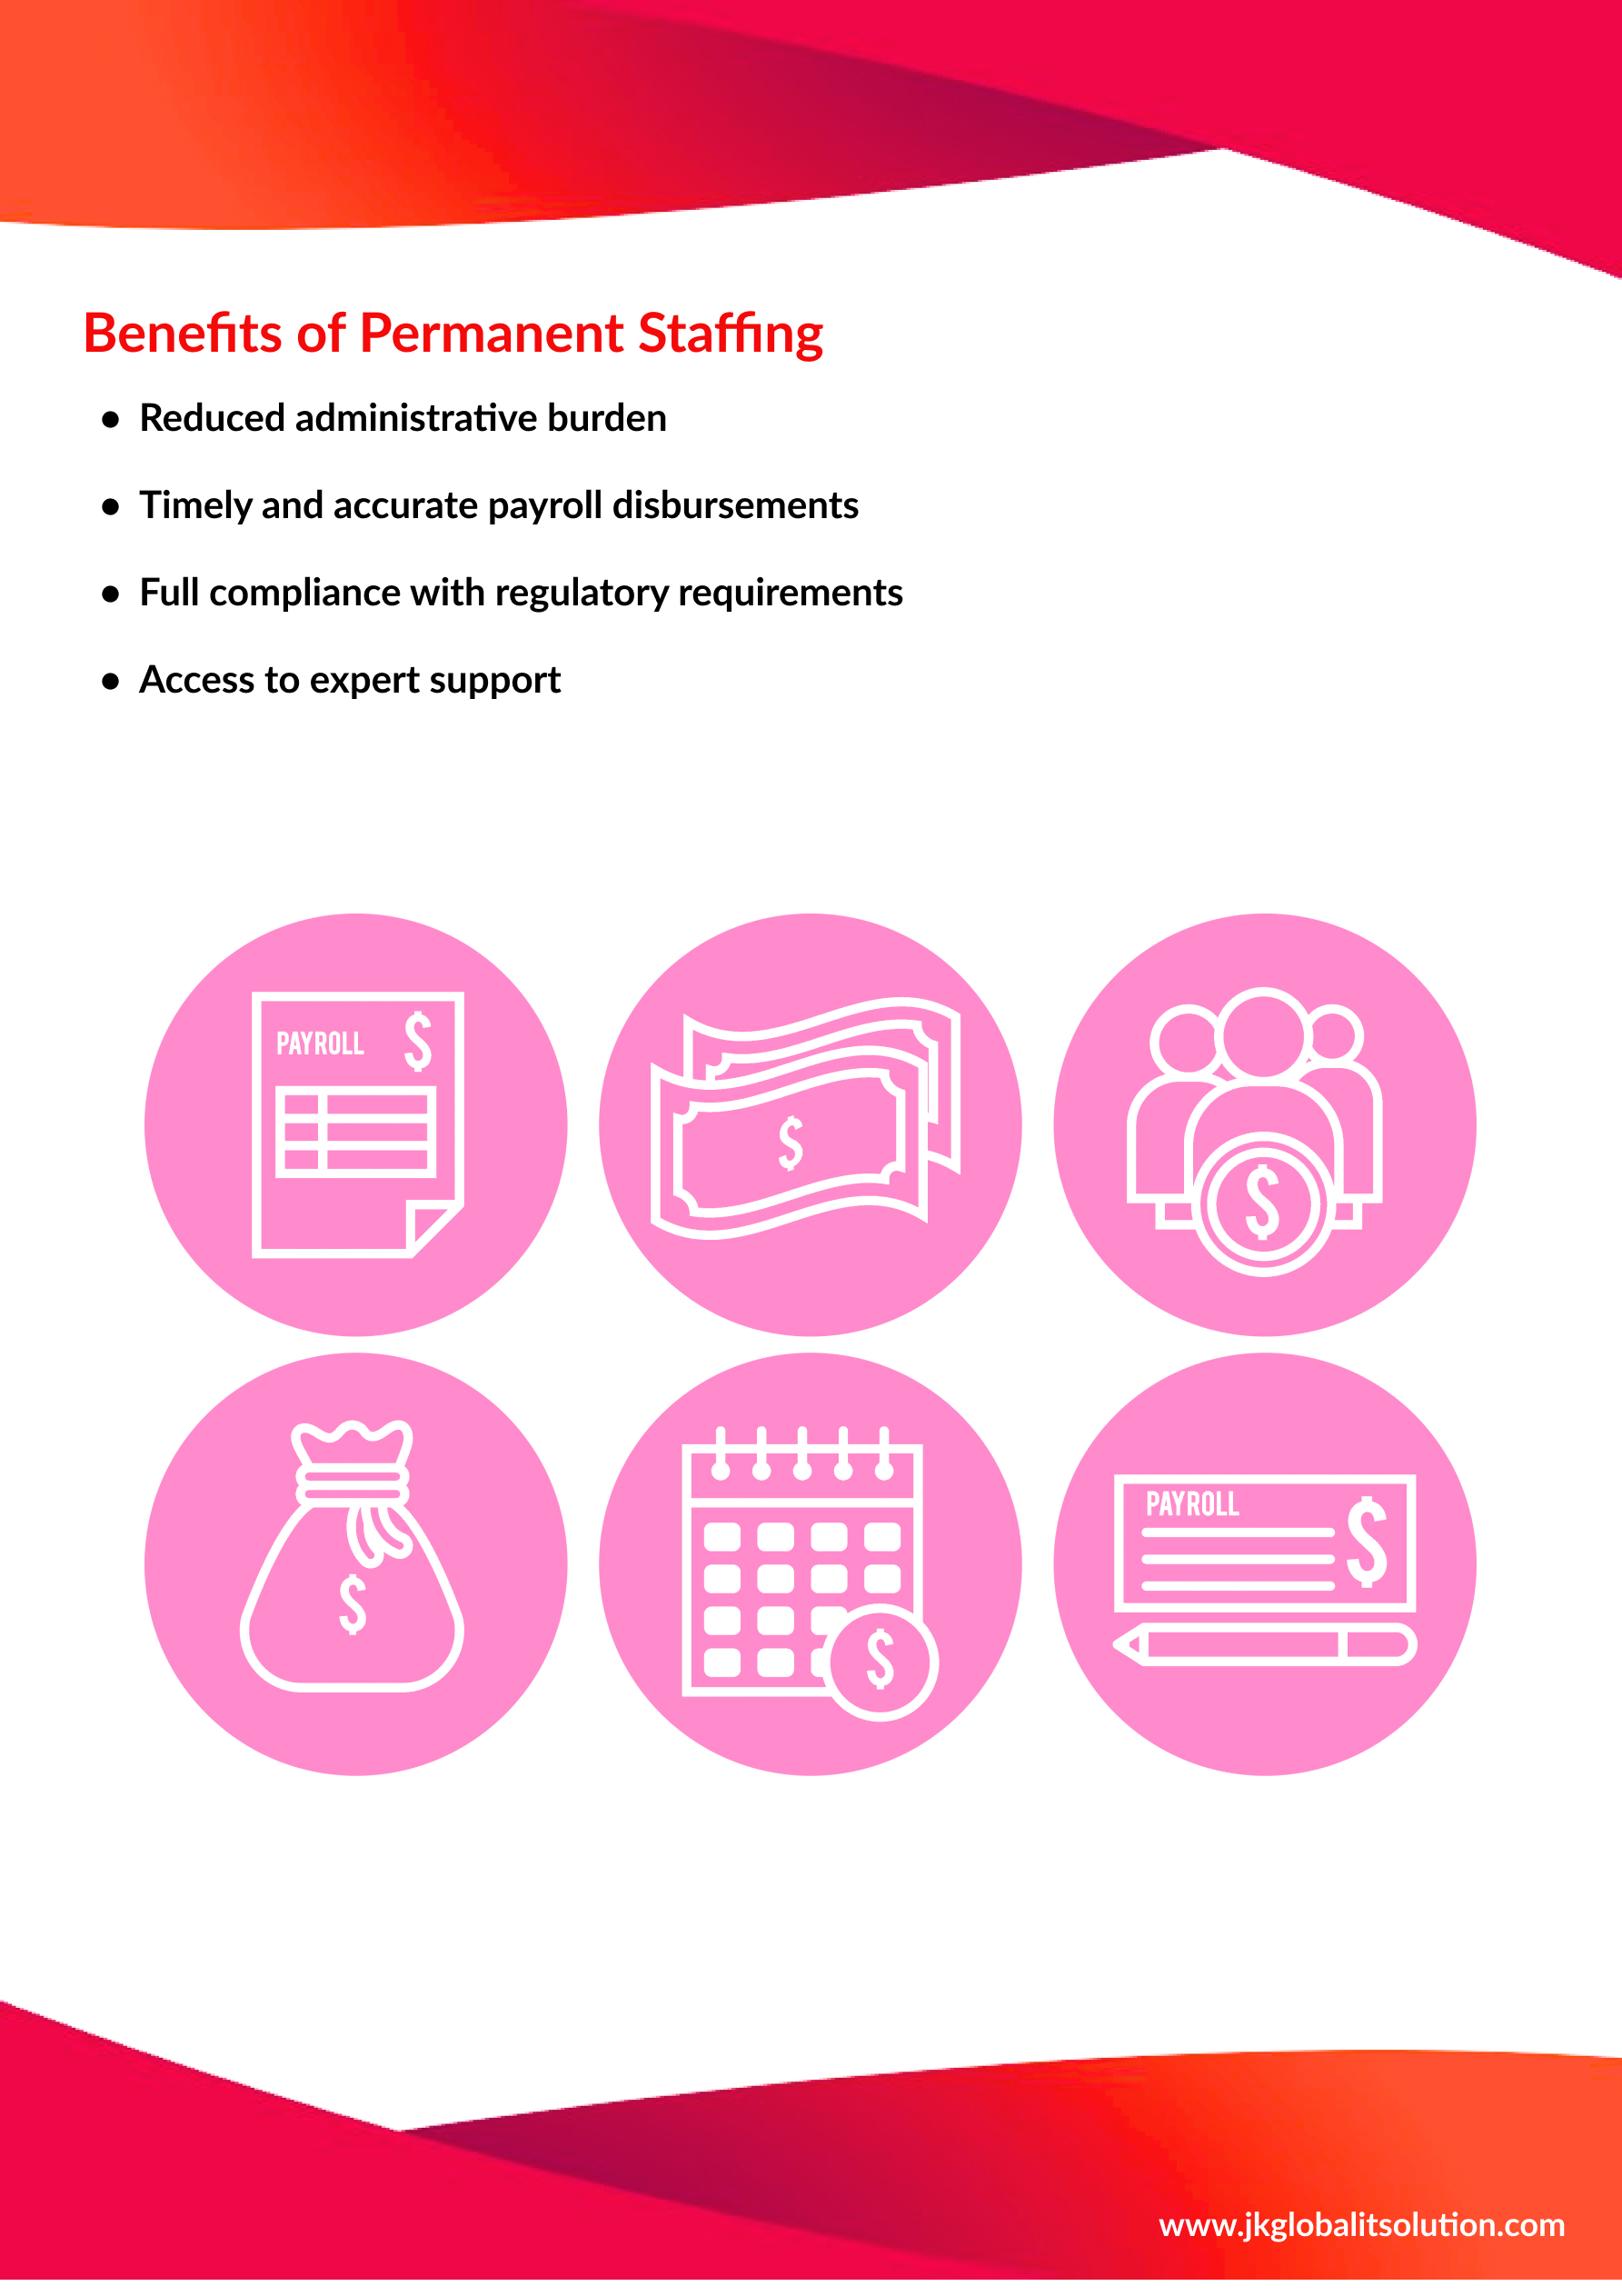 Benefits of Permanent Staffing
● Reduced administrative burden
● Timely and accurate payroll disbursements
● Full compliance with regulatory requirements
● Access to expert support
PAYROLL $
$
$
$
$
PAYROLL $
www.jkglobalitsolution.com